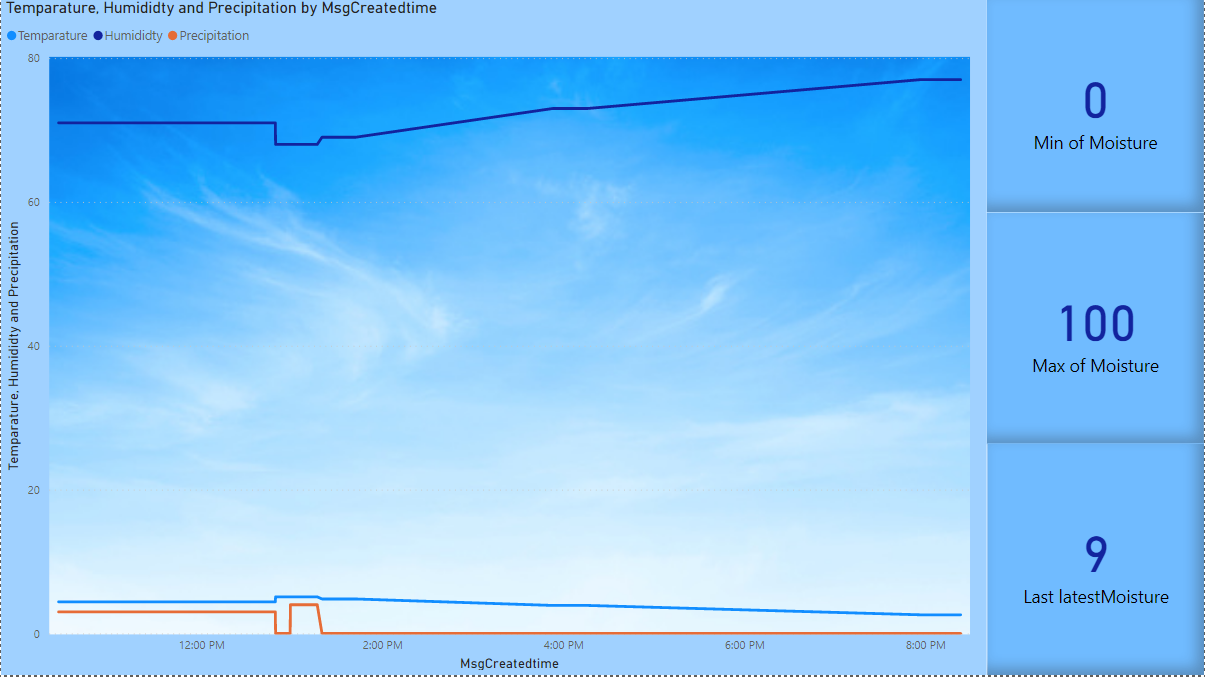 Temparature, Humididty and Precipitation by MsgCreatedtime
Temparature Humididty Precipitation
80
60
40
20
0
Temparature, Humididty and Precipitation
12:00 PM 2:00 PM 4:00 PM 6:00 PM 8:00 PM
MsgCreatedtime
0
Min of Moisture
100
Max of Moisture
9
Last latestMoisture